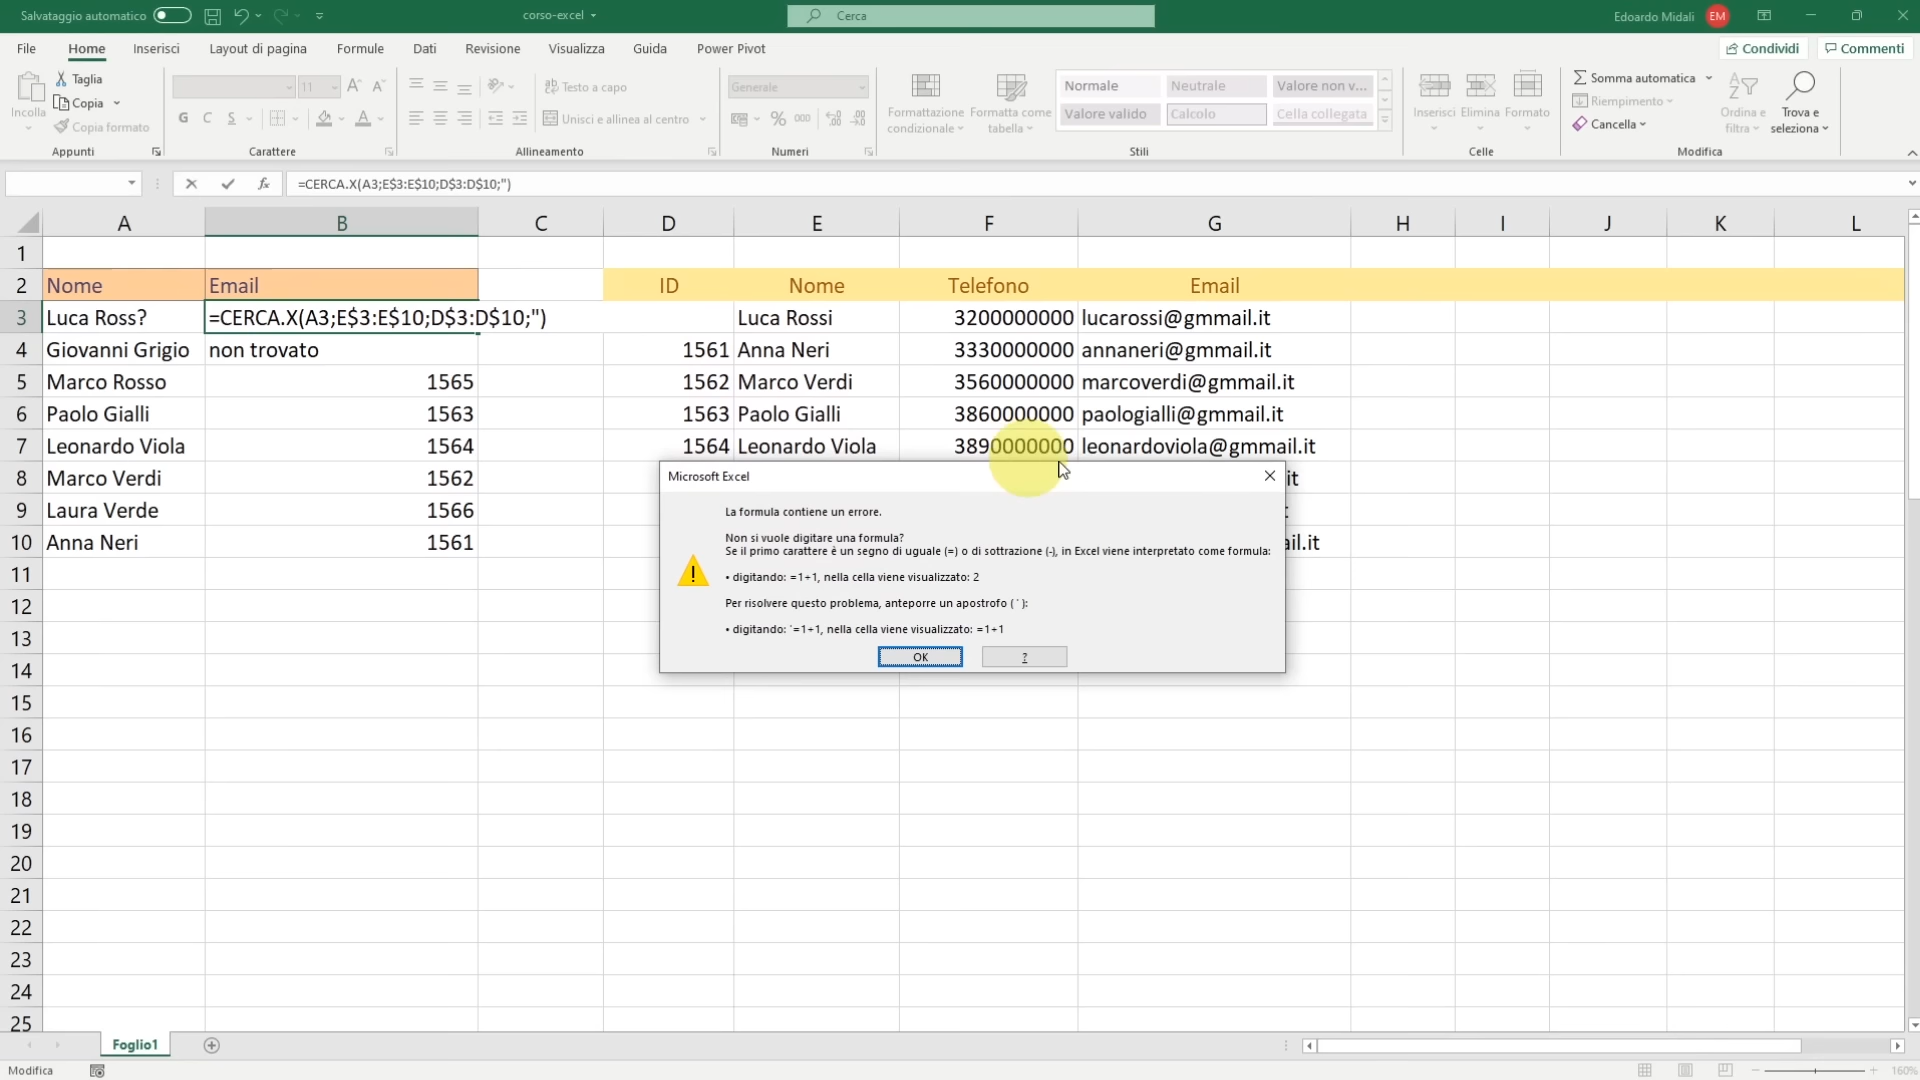 Salvataggio automatico
corso-excel
Cerca
Edoardo Midali EM
File Home Inserisci Layout di pagina Formule Dati Revisione Visualizza Guida Power Pivot Condividi Commenti
Incolla
Taglia
Copia
Copia formato
Appunti
11
G C S
Carattere
Testo a capo
Unisci e allinea al centro
Allineamento
Generale
% 000
Numeri
Formattazione condizionale
Formatta come tabella
Normale Neutrale Valore non v...
Valore valido Calcolo Cella collegata
Stili
Inserisci Elimina Formato
Celle
Somma automatica
Riempimento
Cancella
Ordina e filtra
Trova e seleziona
Modifica
fx =CERCA.X(A3;E$3:E$10;D$3:D$10;")
A B C D E F G H I J K L
1
2 Nome Email ID Nome Telefono Email
3 Luca Ross? =CERCA.X(A3;E$3:E$10;D$3:D$10;") Luca Rossi 3200000000 lucarossi@gmmail.it
4 Giovanni Grigio non trovato 1561 Anna Neri 3330000000 annaneri@gmmail.it
5 Marco Rosso 1565 1562 Marco Verdi 3560000000 marcoverdi@gmmail.it
6 Paolo Gialli 1563 1563 Paolo Gialli 3860000000 paologialli@gmmail.it
7 Leonardo Viola 1564 1564 Leonardo Viola 3890000000 leonardoviola@gmmail.it
8 Marco Verdi 1562 it
9 Laura Verde 1566
10 Anna Neri 1561 ail.it
Microsoft Excel
La formula contiene un errore.
Non si vuole digitare una formula?
Se il primo carattere è un segno di uguale (=) o di sottrazione (-), in Excel viene interpretato come formula:
• digitando: =1+1, nella cella viene visualizzato: 2
Per risolvere questo problema, anteporre un apostrofo ( ' ):
• digitando: '=1+1, nella cella viene visualizzato: =1+1
OK ?
11
12
13
14
15
16
17
18
19
20
21
22
23
24
25
Foglio1
Modifica
160%